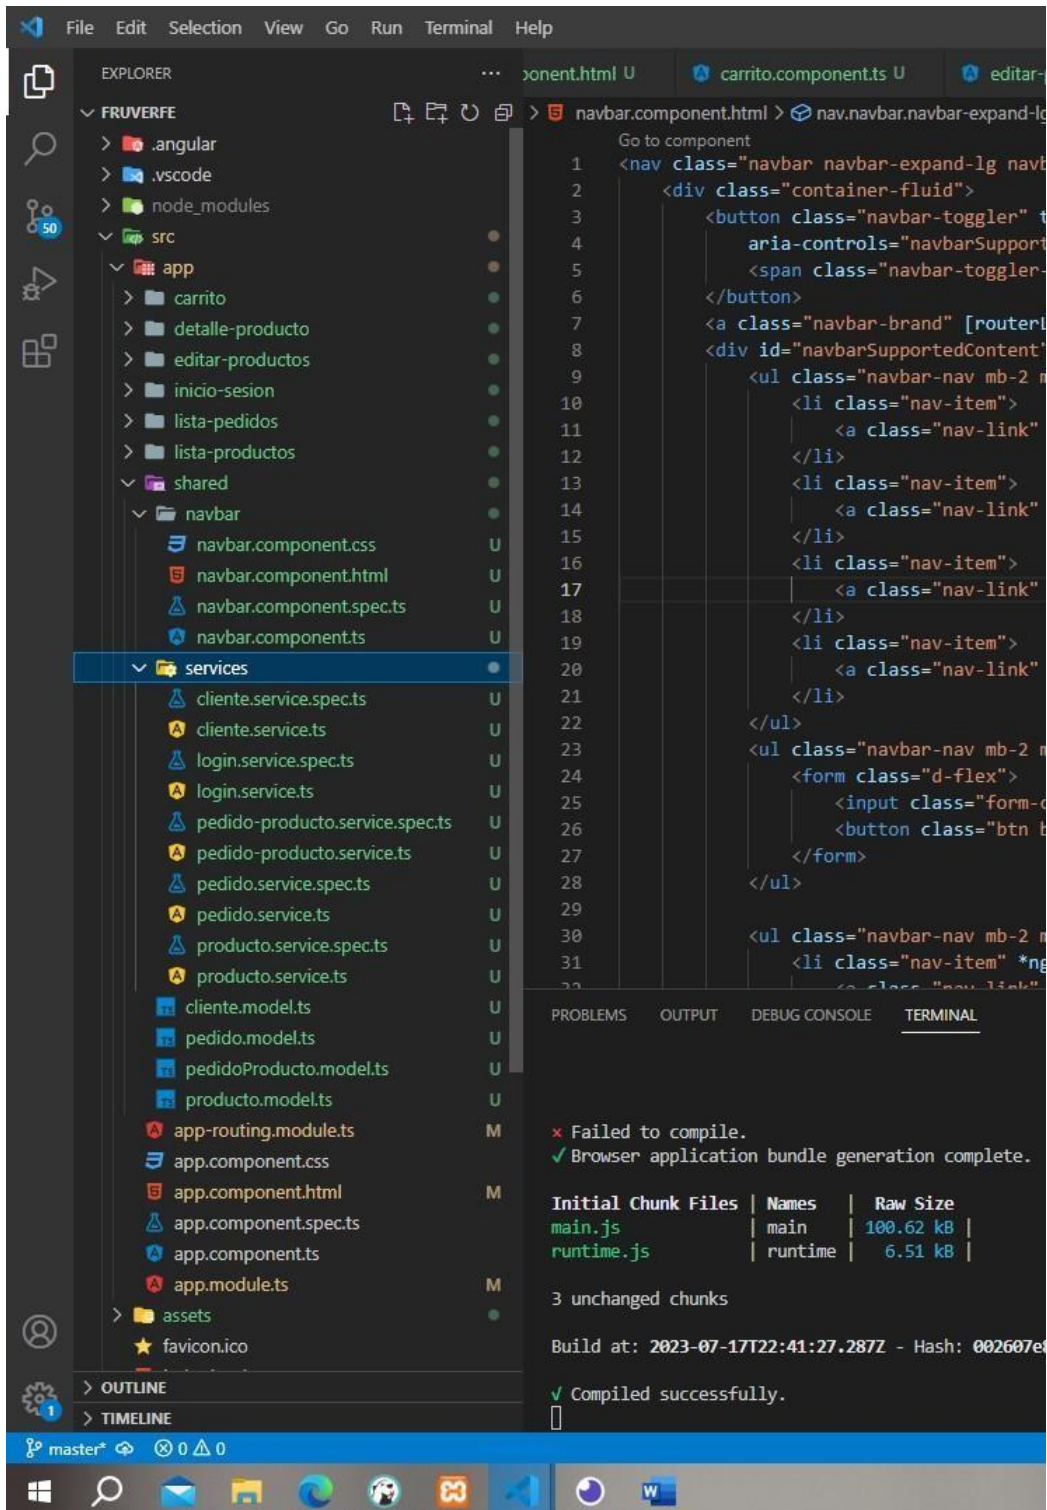 File Edit Selection View Go Run Terminal Help
EXPLORER
FRUVERFE
.angular
.vscode
node_modules
src
app
carrito
detalle-producto
editar-productos
inicio-sesion
lista-pedidos
lista-productos
shared
navbar
navbar.component.css U
navbar.component.html U
navbar.component.spec.ts U
navbar.component.ts U
services
cliente.service.spec.ts U
cliente.service.ts U
login.service.spec.ts U
login.service.ts U
pedido-producto.service.spec.ts U
pedido-producto.service.ts U
pedido.service.spec.ts U
pedido.service.ts U
producto.service.spec.ts U
producto.service.ts U
cliente.model.ts U
pedido.model.ts U
pedidoProducto.model.ts U
producto.model.ts U
app-routing.module.ts M
app.component.css
app.component.html M
app.component.spec.ts
app.component.ts
app.module.ts M
assets
favicon.ico
OUTLINE
TIMELINE
50
1
ponent.html U carrito.component.ts U editar-
> navbar.component.html > nav.navbar.navbar-expand-lg
Go to component
1 <nav class="navbar navbar-expand-lg navb
2 <div class="container-fluid">
3 <button class="navbar-toggler" t
4 aria-controls="navbarSupport
5 <span class="navbar-toggler-
6 </button>
7 <a class="navbar-brand" [routerL
8 <div id="navbarSupportedContent"
9 <ul class="navbar-nav mb-2 m
10 <li class="nav-item">
11 <a class="nav-link"
12 </li>
13 <li class="nav-item">
14 <a class="nav-link"
15 </li>
16 <li class="nav-item">
17 <a class="nav-link"
18 </li>
19 <li class="nav-item">
20 <a class="nav-link"
21 </li>
22 </ul>
23 <ul class="navbar-nav mb-2 m
24 <form class="d-flex">
25 <input class="form-c
26 <button class="btn b
27 </form>
28 </ul>
29
30 <ul class="navbar-nav mb-2 m
31 <li class="nav-item" *ng
PROBLEMS OUTPUT DEBUG CONSOLE TERMINAL
× Failed to compile.
√ Browser application bundle generation complete.
Initial Chunk Files | Names | Raw Size
main.js | main | 100.62 kB |
runtime.js | runtime | 6.51 kB |
3 unchanged chunks
Build at: 2023-07-17T22:41:27.287Z - Hash: 002607e8
√ Compiled successfully.
master* 0 0